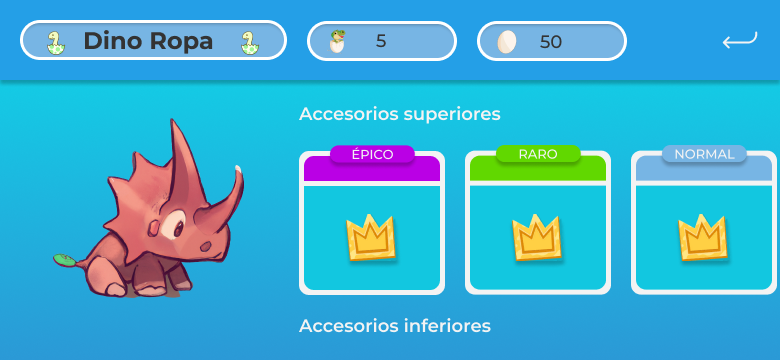 Dino Ropa
5
50
Accesorios superiores
ÉPICO
RARO
NORMAL
Accesorios inferiores